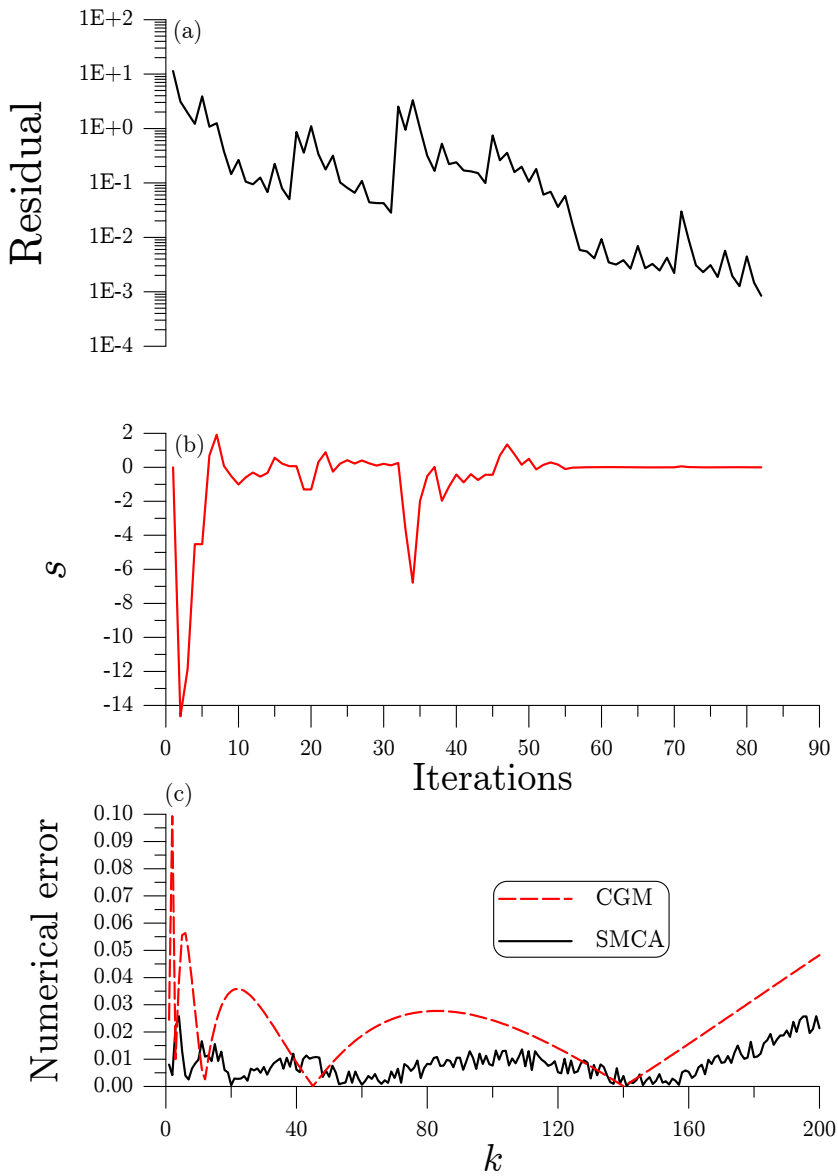 (a)
1E+2
1E+1
1E+0
1E-1
1E-2
1E-3
1E-4
Residual
(b)
2
0
-2
-4
-6
-8
-10
-12
-14
s
0 10 20 30 40 50 60 70 80 90
Iterations
(c)
0.10
0.09
0.08
0.07
0.06
0.05
0.04
0.03
0.02
0.01
0.00
Numerical error
CGM
SMCA
0 40 80 120 160 200
k